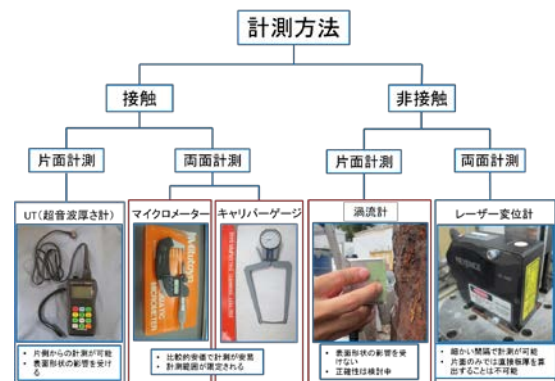 計測方法
接触
非接触
片面計測
両面計測
片面計測
両面計測
UT(超音波厚さ計)
マイクロメーター
キャリパーゲージ
渦流計
レーザー変位計
• 片側からの計測が可能
• 表面形状の影響を受け
る
• 比較的安価で計測が安易
• 計測範囲が限定される
• 表面形状の影響を受
けない
• 正確性は検討中
• 細かい間隔で計測が可能
• 片面のみでは直接板厚を算
出することは不可能